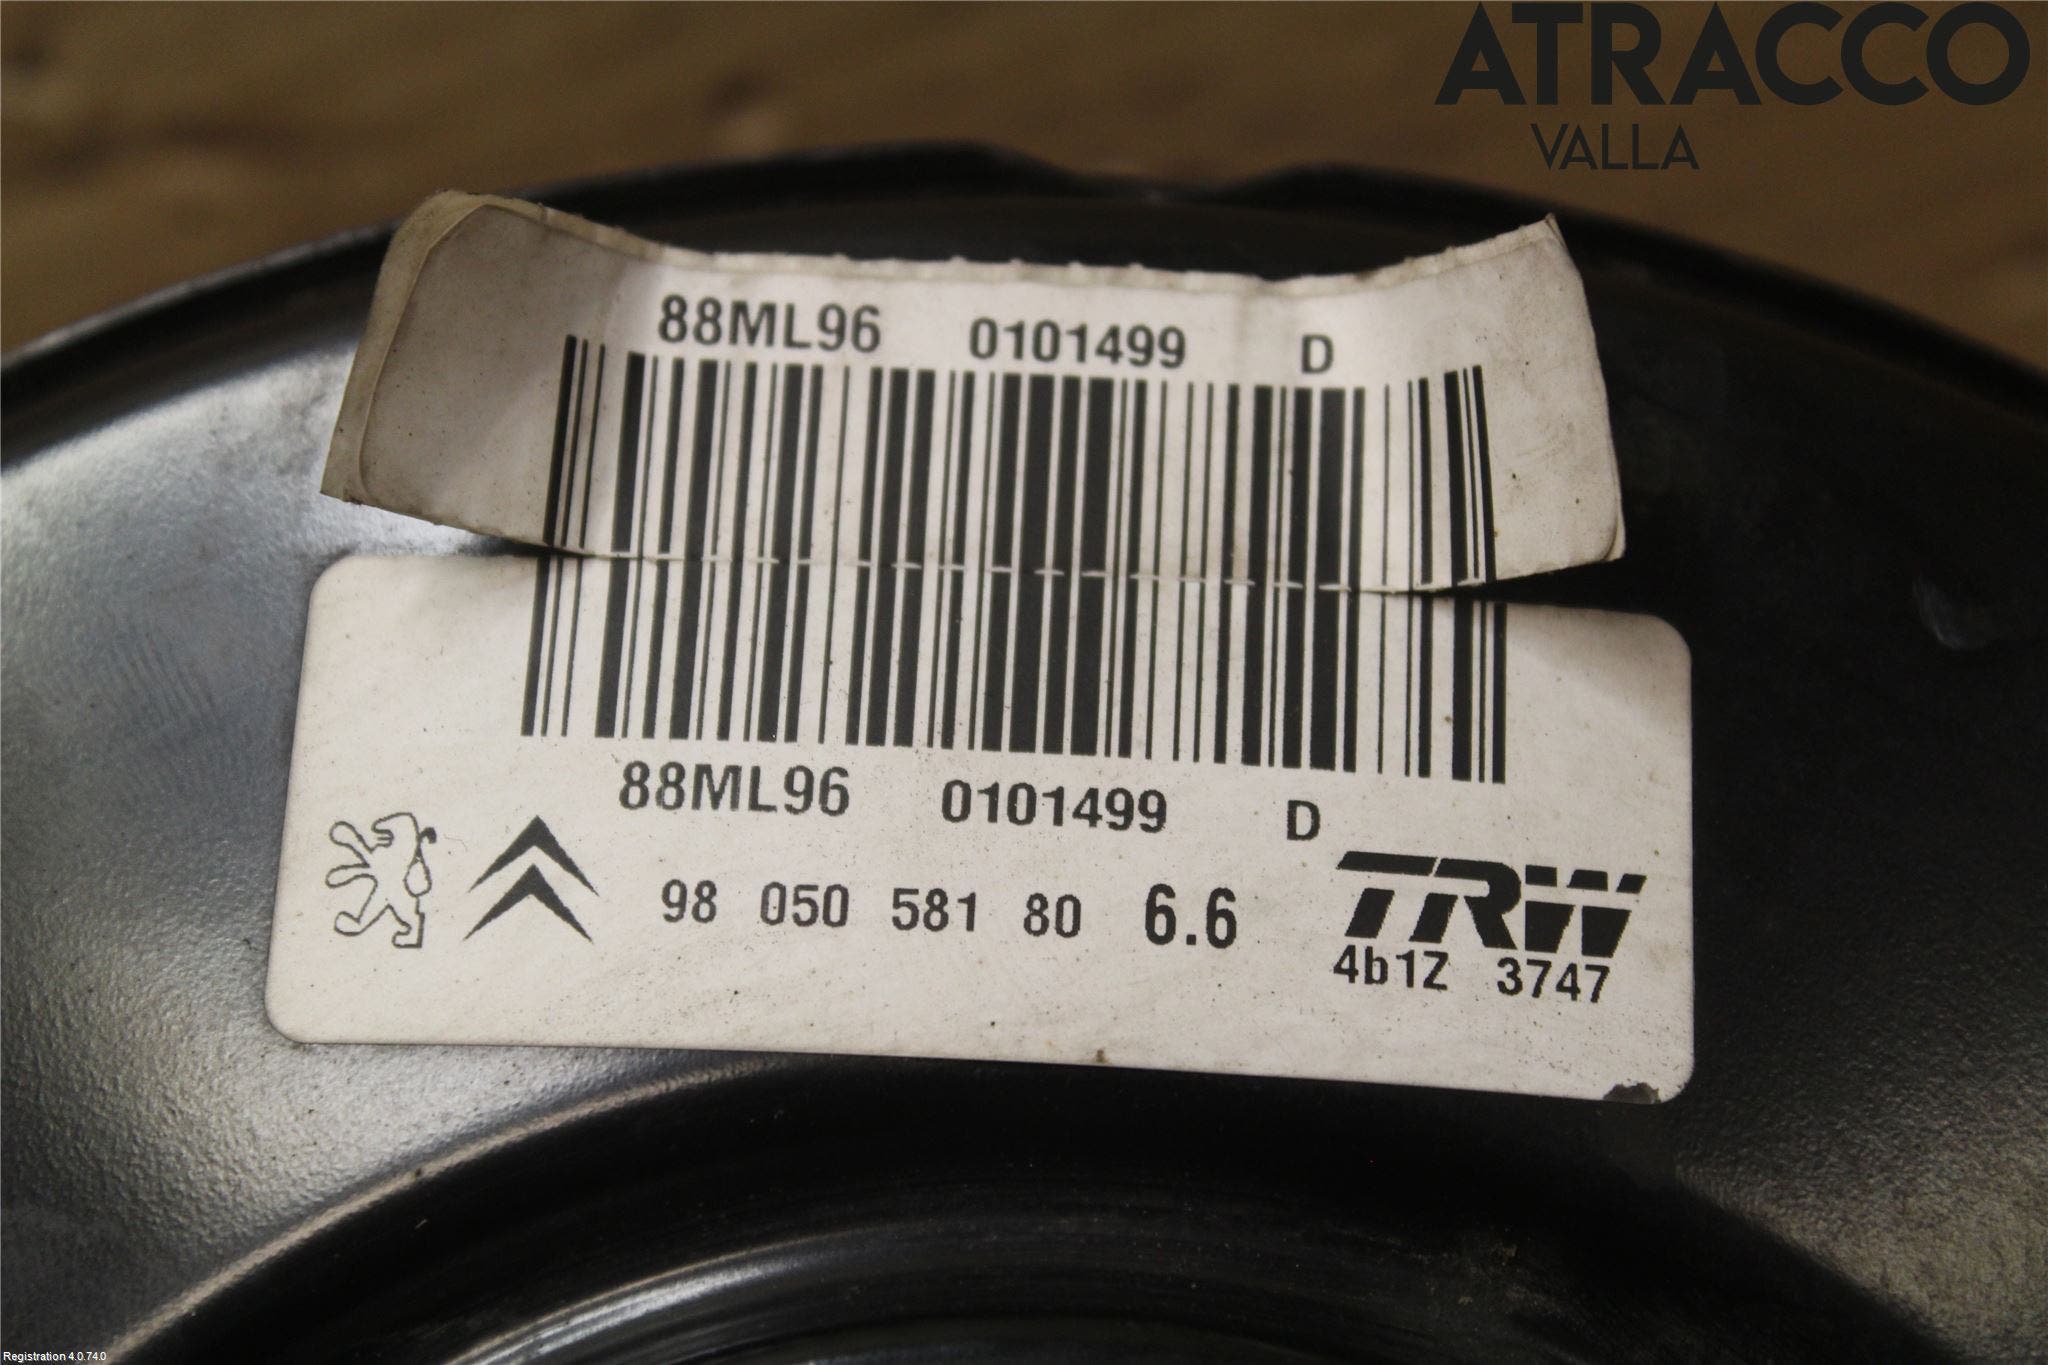 ATRACCO
VALLA
88ML96 0101499 D
88ML96 0101499 D
98 050 581 80 6.6 TRW
4b1Z 3747
Registration 4.0.74.0